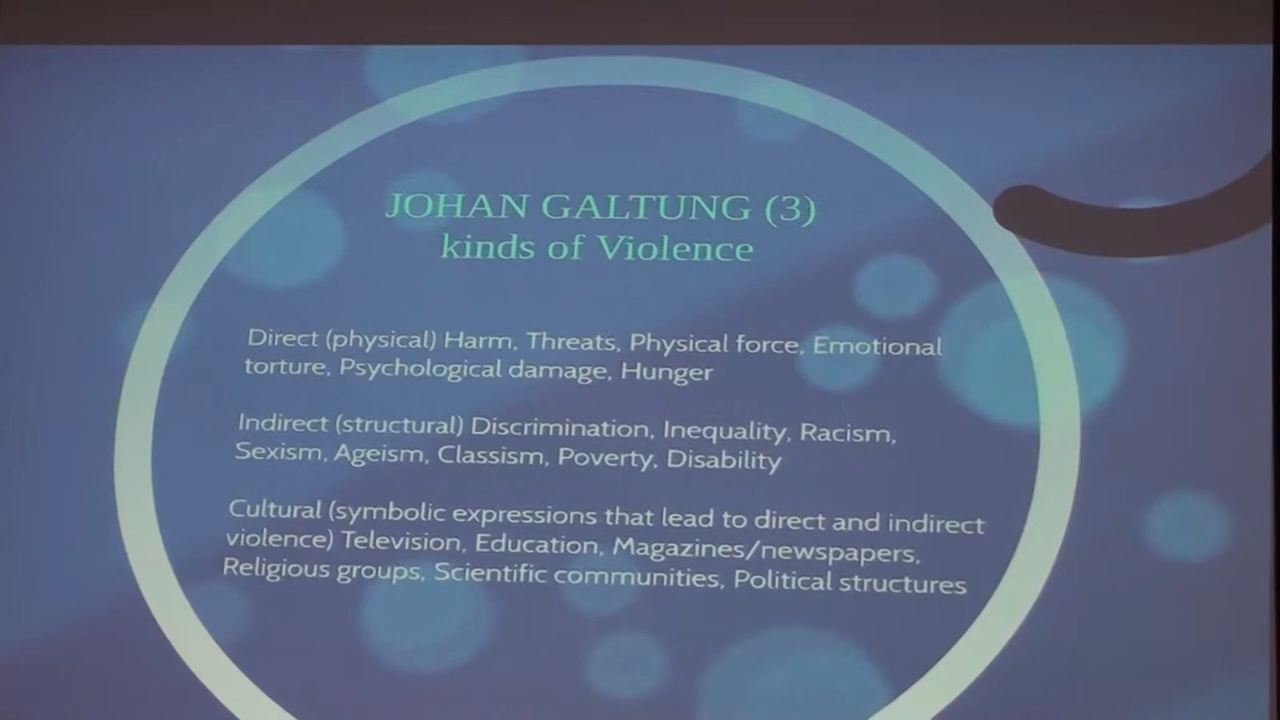 JOHAN GALTUNG (3)
kinds of Violence
Direct (physical) Harm, Threats, Physical force, Emotional
torture, Psychological damage, Hunger
Indirect (structural) Discrimination, Inequality, Racism,
Sexism, Ageism, Classism, Poverty, Disability
Cultural (symbolic expressions that lead to direct and indirect
violence) Television, Education, Magazines/newspapers,
Religious groups, Scientific communities, Political structures